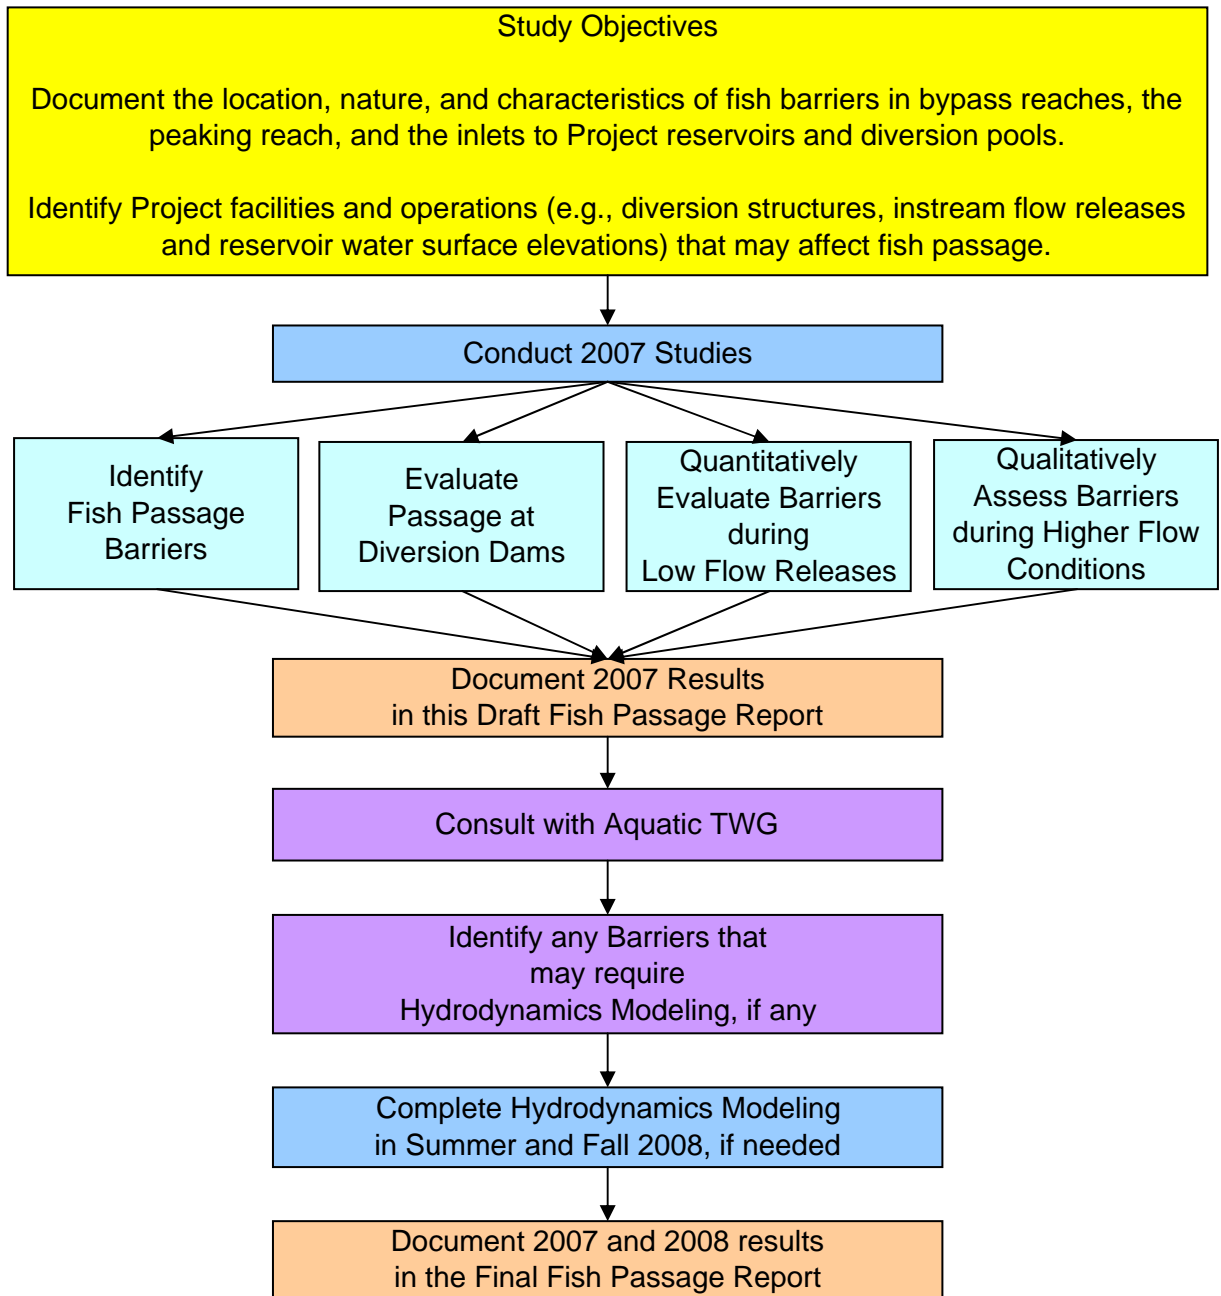 Study Objectives
Document the location, nature, and characteristics of fish barriers in bypass reaches, the
peaking reach, and the inlets to Project reservoirs and diversion pools.
Identify Project facilities and operations (e.g., diversion structures, instream flow releases
and reservoir water surface elevations) that may affect fish passage.
Conduct 2007 Studies
Identify
Fish Passage
Barriers
Evaluate
Passage at
Diversion Dams
Quantitatively
Evaluate Barriers
during
Low Flow Releases
Qualitatively
Assess Barriers
during Higher Flow
Conditions
Document 2007 Results
in this Draft Fish Passage Report
Consult with Aquatic TWG
Identify any Barriers that
may require
Hydrodynamics Modeling, if any
Complete Hydrodynamics Modeling
in Summer and Fall 2008, if needed
Document 2007 and 2008 results
in the Final Fish Passage Report